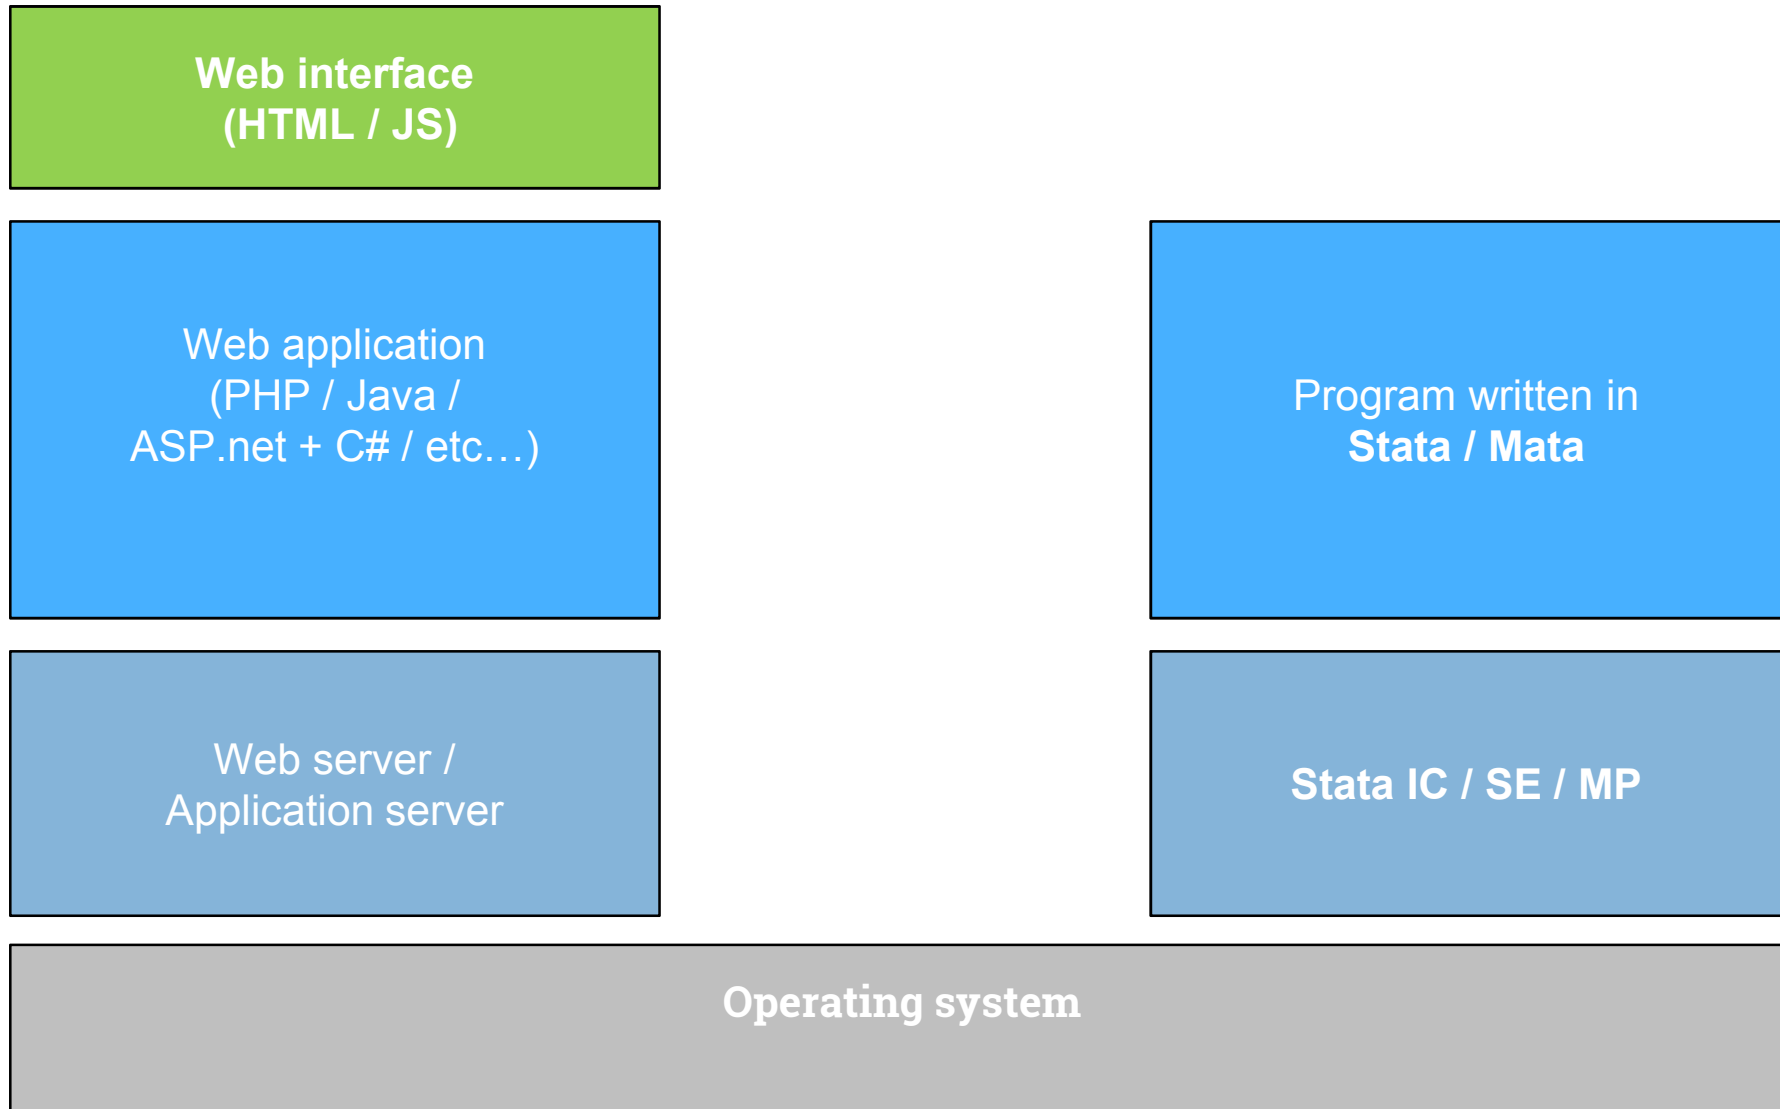 Web interface
(HTML / JS)
Web application
(PHP / Java /
ASP.net + C# / etc…)
Program written in
Stata / Mata
Web server /
Application server
Stata IC / SE / MP
Operating system